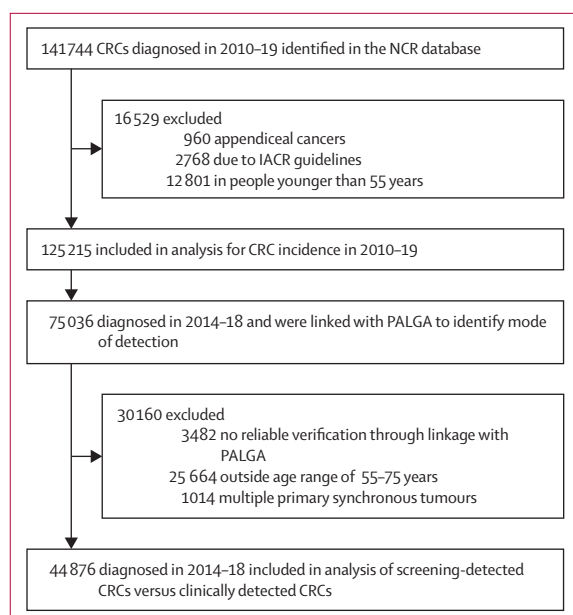 141744 CRCs diagnosed in 2010–19 identified in the NCR database
16529 excluded
960 appendiceal cancers
2768 due to IACR guidelines
12801 in people younger than 55 years
125215 included in analysis for CRC incidence in 2010–19
75036 diagnosed in 2014–18 and were linked with PALGA to identify mode
of detection
30160 excluded
3482 no reliable verification through linkage with
PALGA
25664 outside age range of 55–75 years
1014 multiple primary synchronous tumours
44876 diagnosed in 2014–18 included in analysis of screening-detected
CRCs versus clinically detected CRCs